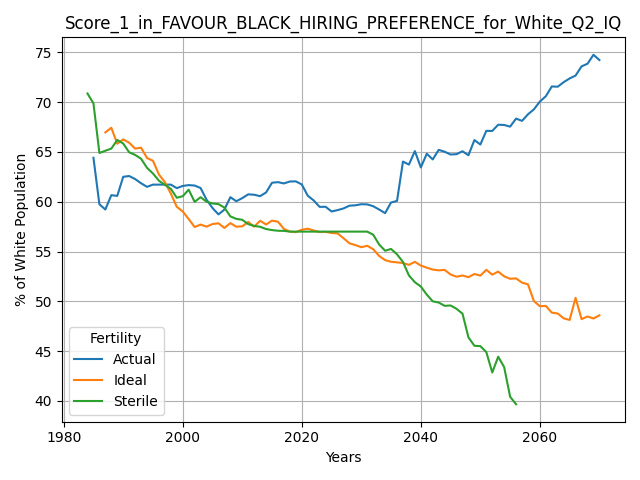 Score_1_in_FAVOUR_BLACK_HIRING_PREFERENCE_for_White_Q2_IQ
75
70
65
60
55
50
45
40
% of White Population
Fertility
Actual
Ideal
Sterile
1980 2000 2020 2040 2060
Years